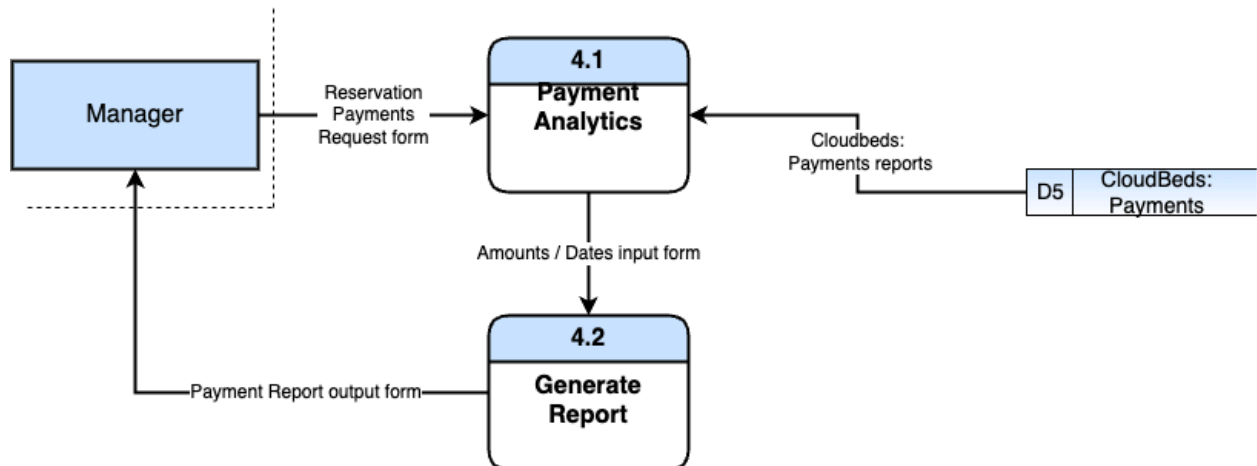 4.1
Payment
Analytics
Manager
Reservation
Payments
Request form
Cloudbeds:
Payments reports
D5
CloudBeds:
Payments
Amounts / Dates input form
4.2
Generate
Report
Payment Report output form